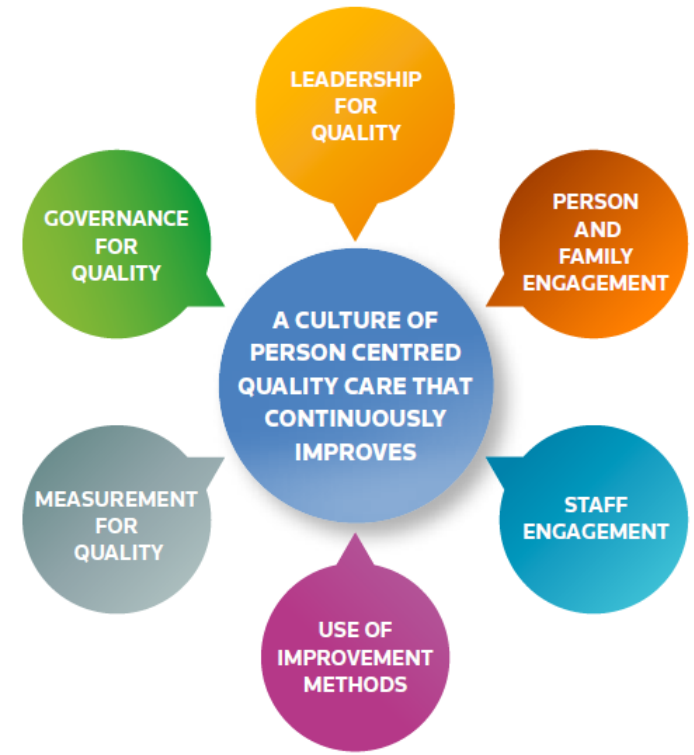 LEADERSHIP
FOR
QUALITY
PERSON
AND
FAMILY
ENGAGEMENT
STAFF
ENGAGEMENT
USE OF
IMPROVEMENT
METHODS
MEASUREMENT
FOR
QUALITY
GOVERNANCE
FOR
QUALITY
A CULTURE OF
PERSON CENTRED
QUALITY CARE THAT
CONTINUOUSLY
IMPROVES